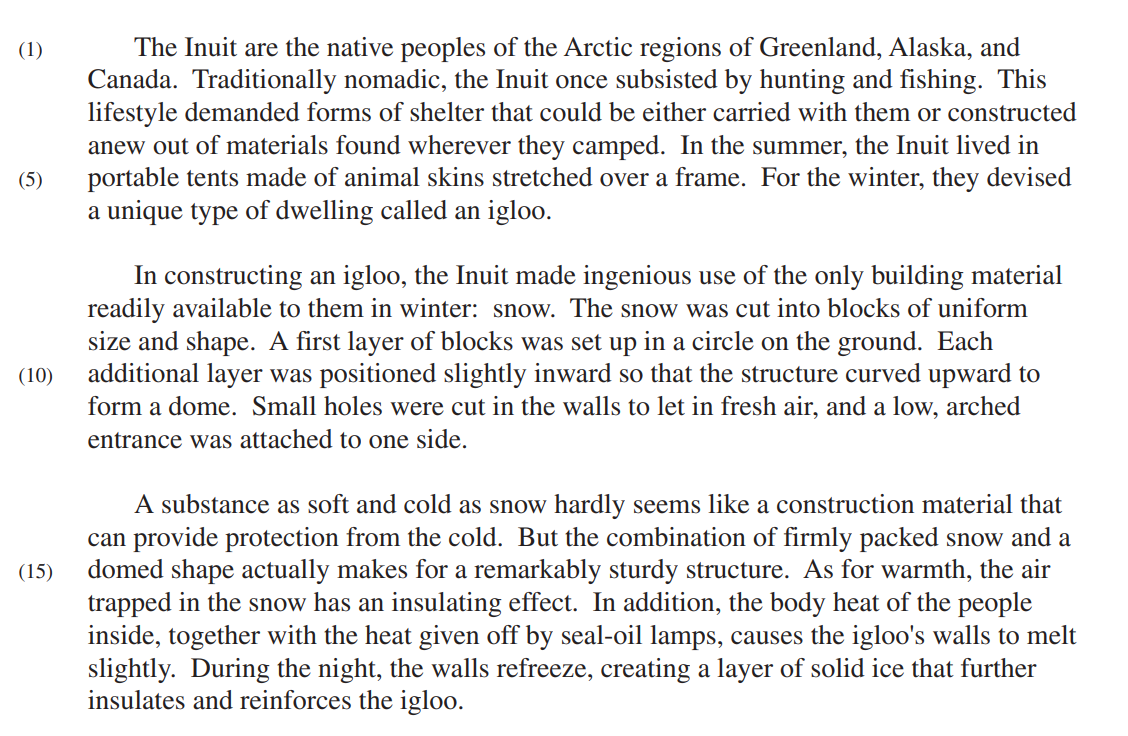 (1) The Inuit are the native peoples of the Arctic regions of Greenland, Alaska, and
Canada. Traditionally nomadic, the Inuit once subsisted by hunting and fishing. This
lifestyle demanded forms of shelter that could be either carried with them or constructed
anew out of materials found wherever they camped. In the summer, the Inuit lived in
(5) portable tents made of animal skins stretched over a frame. For the winter, they devised
a unique type of dwelling called an igloo.
In constructing an igloo, the Inuit made ingenious use of the only building material
readily available to them in winter: snow. The snow was cut into blocks of uniform
size and shape. A first layer of blocks was set up in a circle on the ground. Each
(10) additional layer was positioned slightly inward so that the structure curved upward to
form a dome. Small holes were cut in the walls to let in fresh air, and a low, arched
entrance was attached to one side.
A substance as soft and cold as snow hardly seems like a construction material that
can provide protection from the cold. But the combination of firmly packed snow and a
(15) domed shape actually makes for a remarkably sturdy structure. As for warmth, the air
trapped in the snow has an insulating effect. In addition, the body heat of the people
inside, together with the heat given off by seal-oil lamps, causes the igloo's walls to melt
slightly. During the night, the walls refreeze, creating a layer of solid ice that further
insulates and reinforces the igloo.